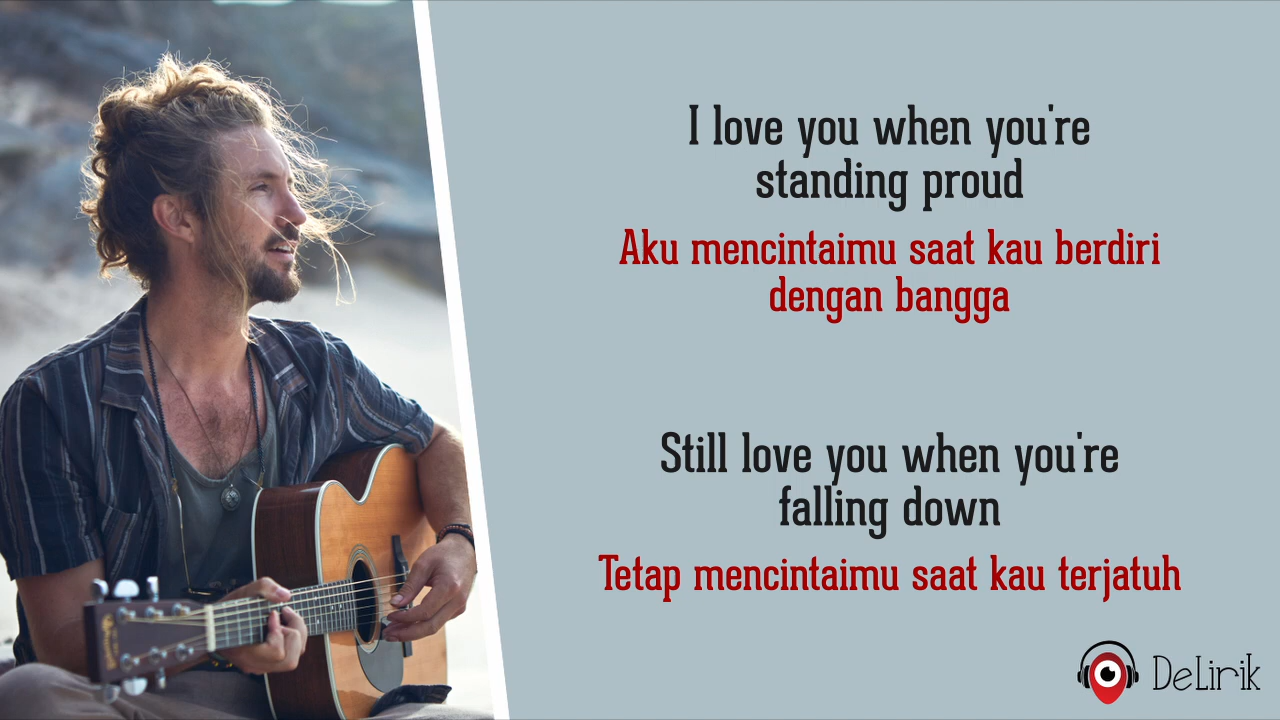 I love you when you're
standing proud
Aku mencintaimu saat kau berdiri
dengan bangga
Still love you when you're
falling down
Tetap mencintaimu saat kau terjatuh
DeLirik